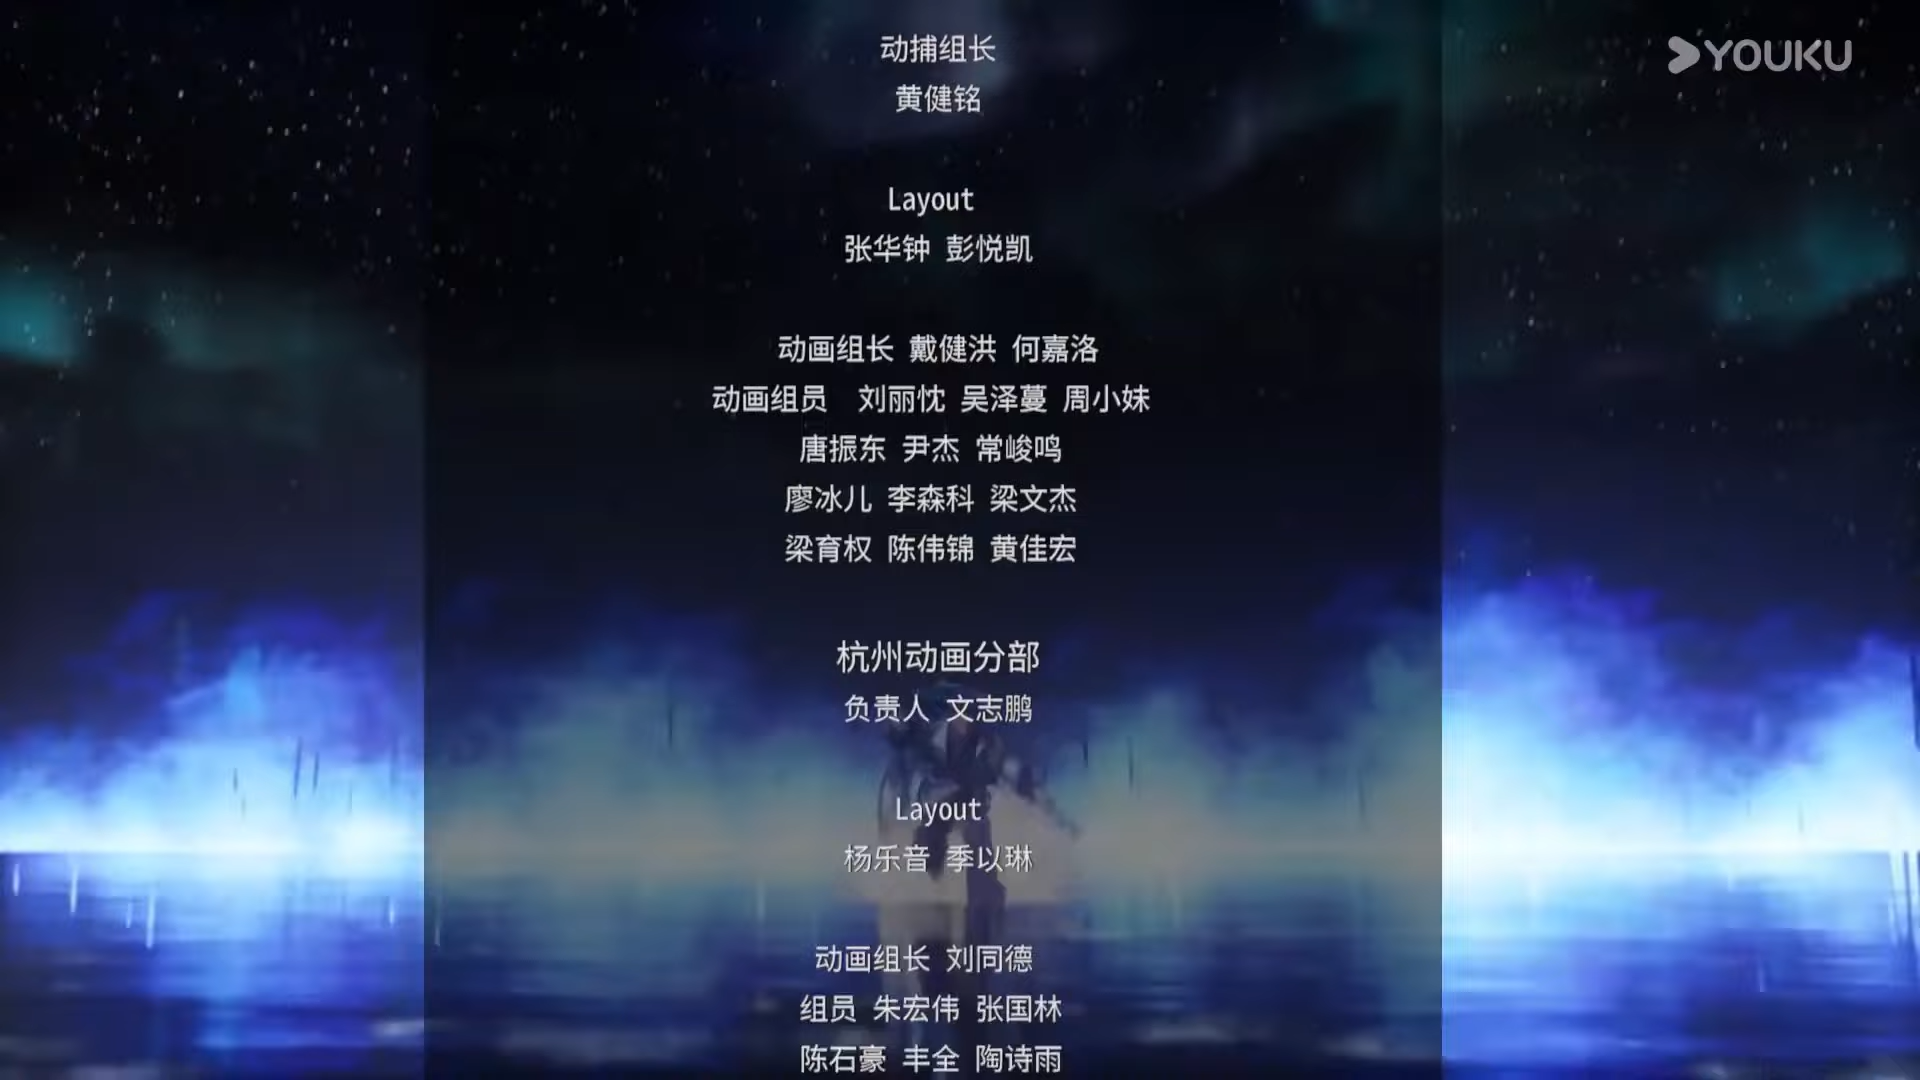 YOUKU
动捕组长
黄健铭
Layout
张华钟 彭悦凯
动画组长 戴健洪 何嘉洛
动画组员 刘丽忱 吴泽蔓 周小妹
唐振东 尹杰 常峻鸣
廖冰儿 李森科 梁文杰
梁育权 陈伟锦 黄佳宏
杭州动画分部
负责人 文志鹏
Layout
杨乐音 季以琳
动画组长 刘同德
组员 朱宏伟 张国林
陈石豪 丰全 陶诗雨